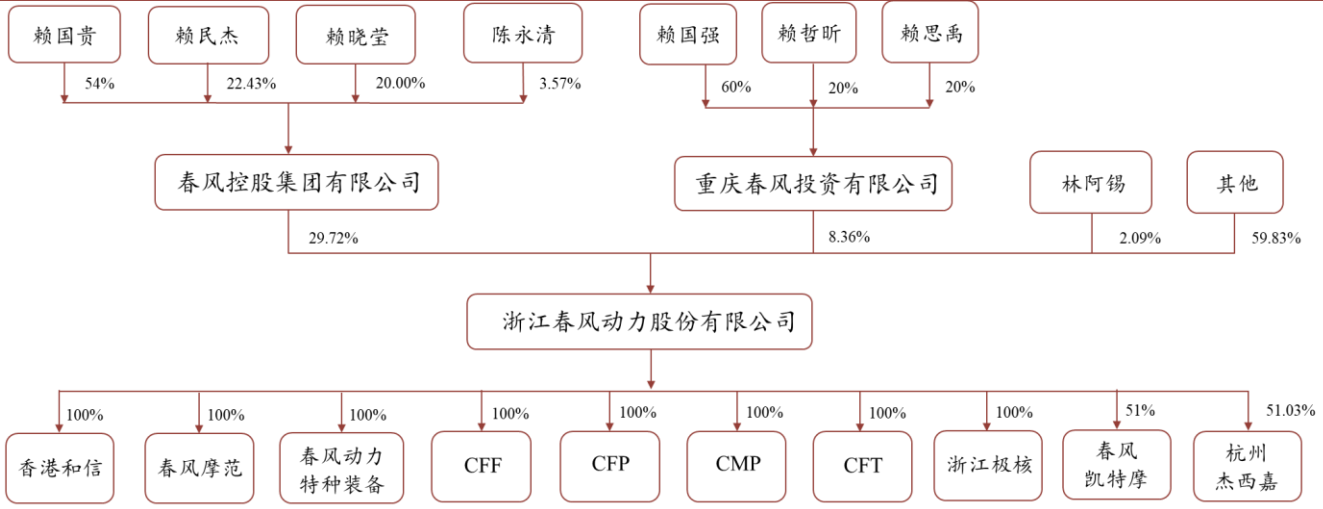 赖国贵
赖民杰
赖晓莹
陈永清
赖国强
赖哲昕
赖思禹
54%
22.43%
20.00%
3.57%
60%
20%
20%
春风控股集团有限公司
重庆春风投资有限公司
林阿锡
其他
29.72%
8.36%
2.09%
59.83%
浙江春风动力股份有限公司
100%
100%
100%
100%
100%
100%
100%
100%
51%
51.03%
香港和信
春风摩范
春风动力
特种装备
CFF
CFP
CMP
CFT
浙江极核
春风
凯特摩
杭州
杰西嘉